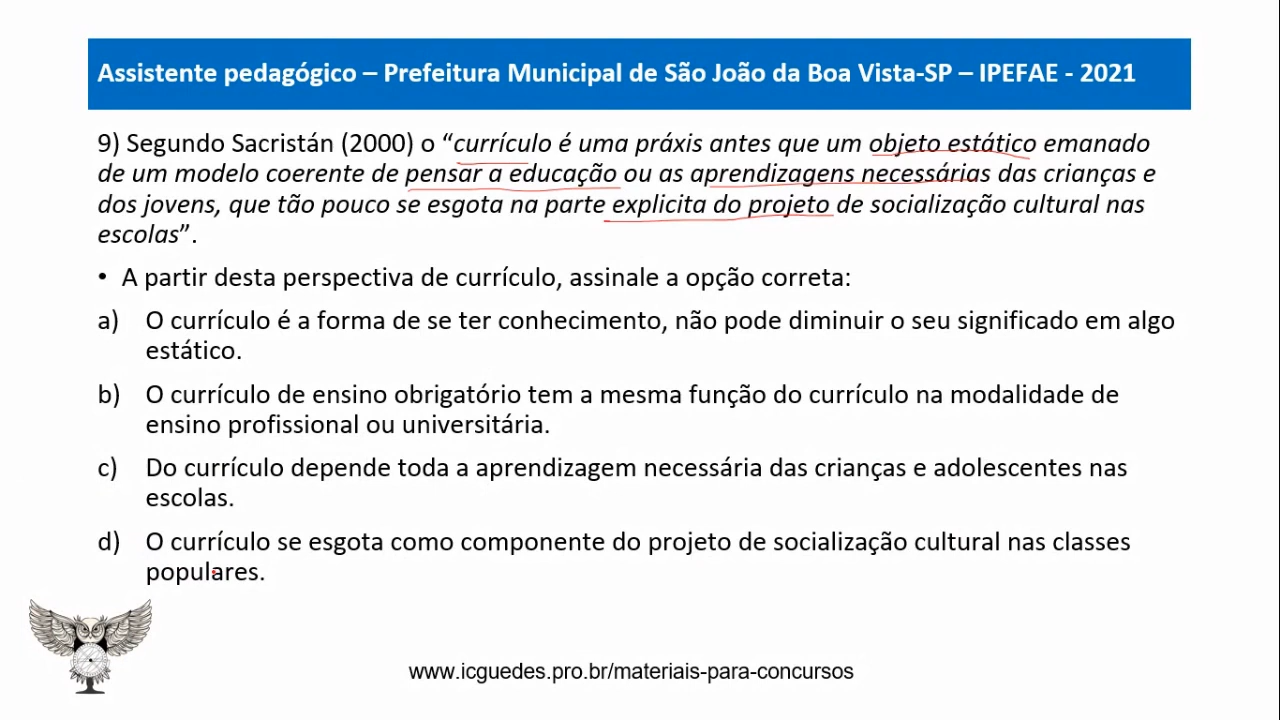 Assistente pedagógico – Prefeitura Municipal de São João da Boa Vista-SP – IPEFAE - 2021
9) Segundo Sacristán (2000) o “currículo é uma práxis antes que um objeto estático emanado
de um modelo coerente de pensar a educação ou as aprendizagens necessárias das crianças e
dos jovens, que tão pouco se esgota na parte explicita do projeto de socialização cultural nas
escolas”.
• A partir desta perspectiva de currículo, assinale a opção correta:
a) O currículo é a forma de se ter conhecimento, não pode diminuir o seu significado em algo
estático.
b) O currículo de ensino obrigatório tem a mesma função do currículo na modalidade de
ensino profissional ou universitária.
c) Do currículo depende toda a aprendizagem necessária das crianças e adolescentes nas
escolas.
d) O currículo se esgota como componente do projeto de socialização cultural nas classes
populares.
www.icguedes.pro.br/materiais-para-concursos